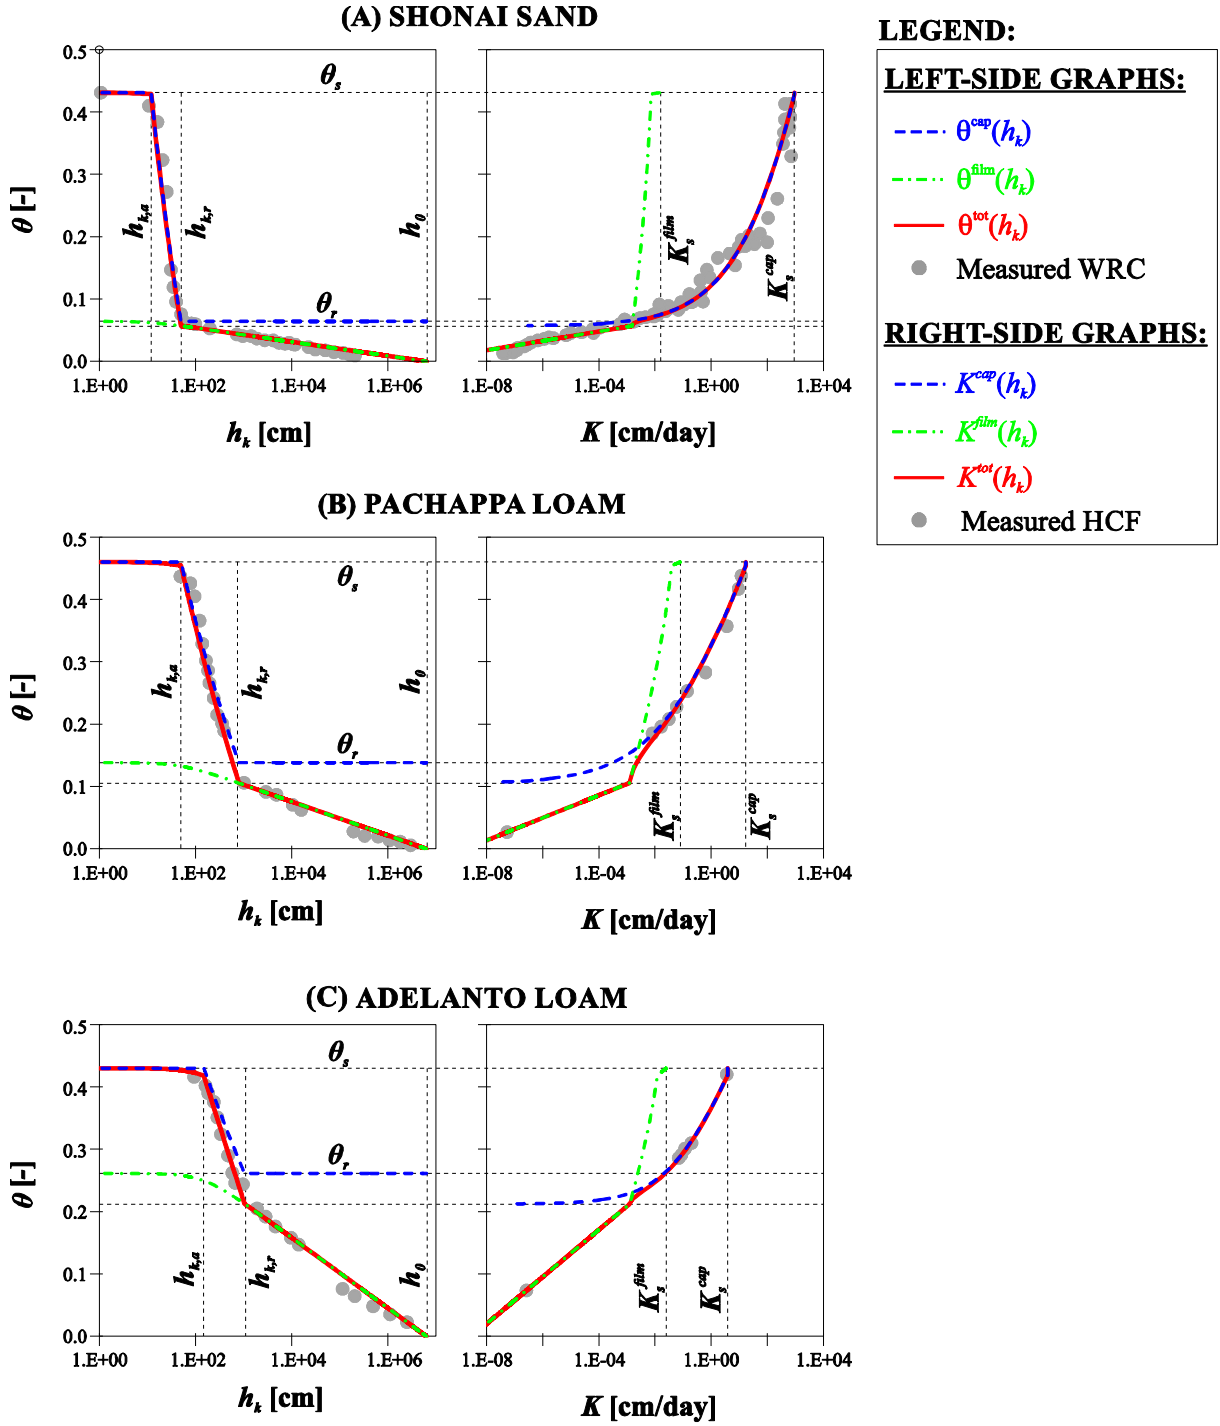 (A) SHONAI SAND
LEGEND:
LEFT-SIDE GRAPHS:
θcap(hk)
θfilm(hk)
θtot(hk)
Measured WRC
RIGHT-SIDE GRAPHS:
Kcap(hk)
Kfilm(hk)
Ktot(hk)
Measured HCF
0.5
0.4
0.3
0.2
0.1
0.0
θ [-]
θs
θr
hk,a
hk,r
h0
Ksfilm
Kscap
1.E+00
1.E+02
1.E+04
1.E+06
1.E-08
1.E-04
1.E+00
1.E+04
hk [cm]
K [cm/day]
(B) PACHAPPA LOAM
0.5
0.4
0.3
0.2
0.1
0.0
θ [-]
θs
θr
hk,a
hk,r
h0
Ksfilm
Kscap
1.E+00
1.E+02
1.E+04
1.E+06
1.E-08
1.E-04
1.E+00
1.E+04
hk [cm]
K [cm/day]
(C) ADELANTO LOAM
0.5
0.4
0.3
0.2
0.1
0.0
θ [-]
θs
θr
hk,a
hk,r
h0
Ksfilm
Kscap
1.E+00
1.E+02
1.E+04
1.E+06
1.E-08
1.E-04
1.E+00
1.E+04
hk [cm]
K [cm/day]